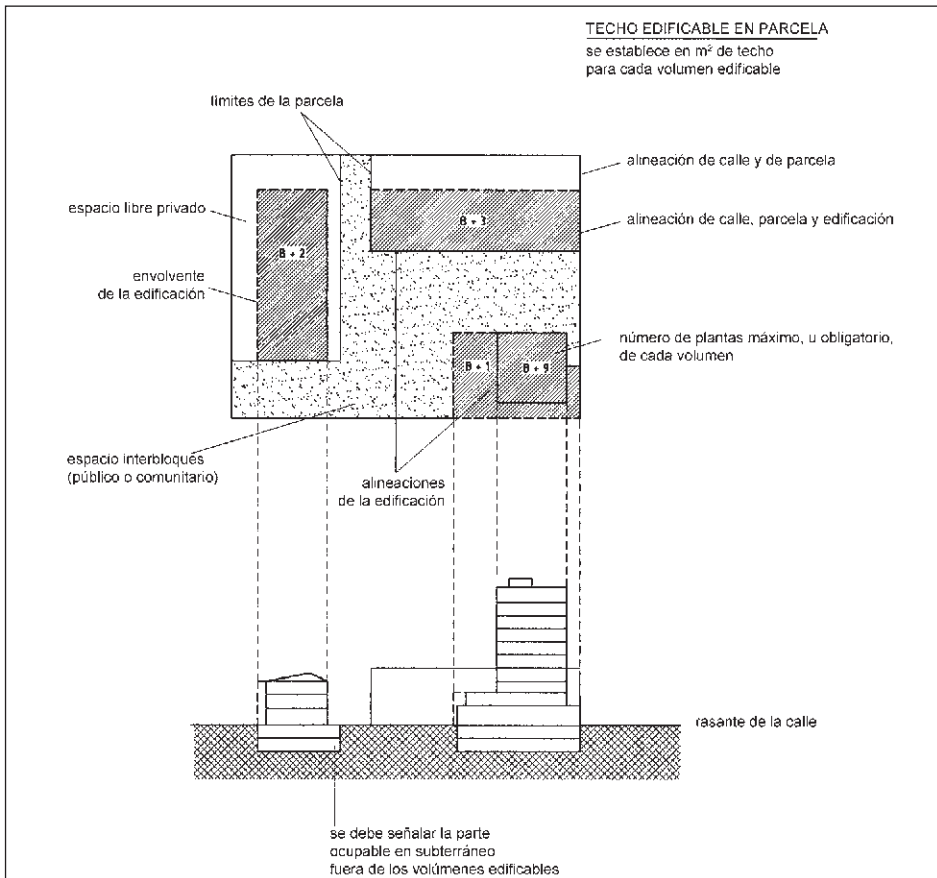 TECHO EDIFICABLE EN PARCELA
se establece en m² de techo
para cada volumen edificable
límites de la parcela
alineación de calle y de parcela
espacio libre privado
B + 3
alineación de calle, parcela y edificación
B + 2
envolvente
de la edificación
número de plantas máximo, u obligatorio,
de cada volumen
B + 1
B + 9
espacio interbloques
(público o comunitario)
alineaciones
de la edificación
rasante de la calle
se debe señalar la parte
ocupable en subterráneo
fuera de los volúmenes edificables